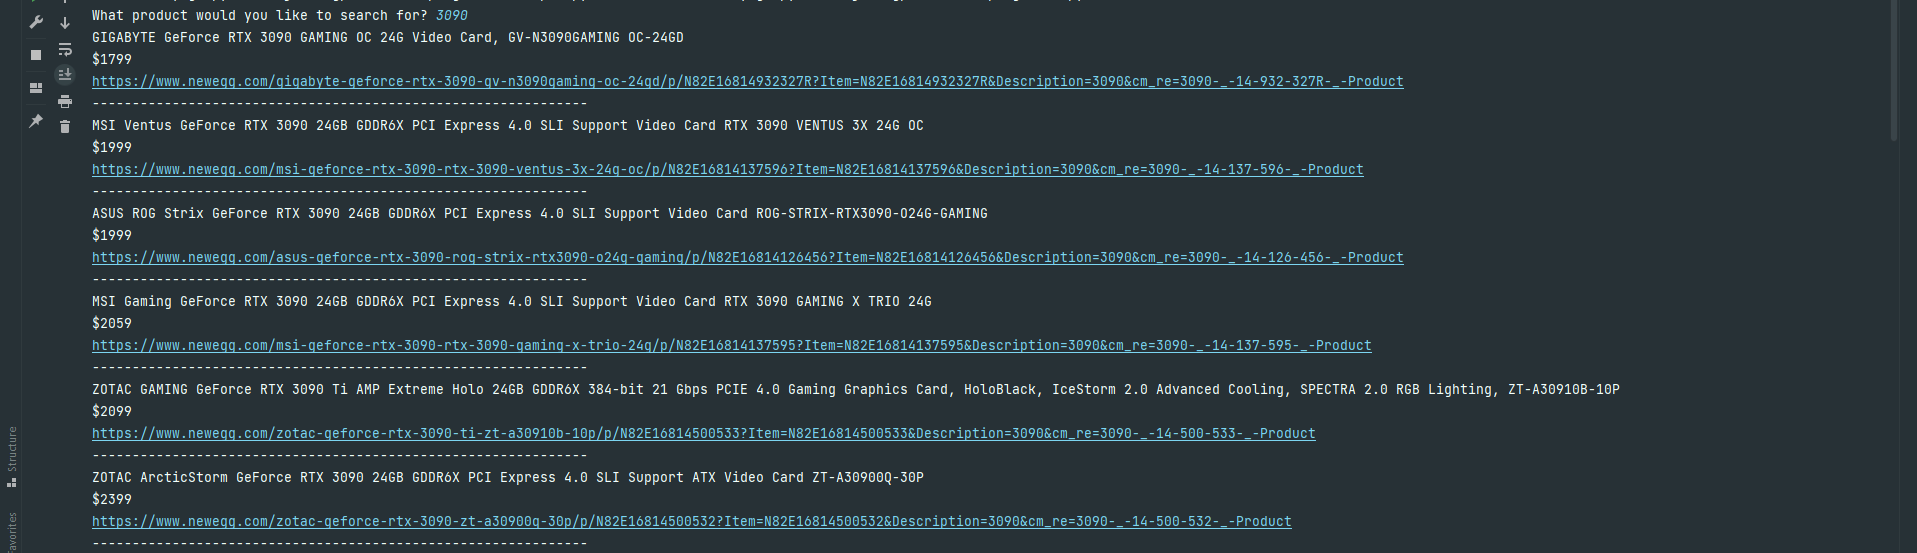 What product would you like to search for? 3090
GIGABYTE GeForce RTX 3090 GAMING OC 24G Video Card, GV-N3090GAMING OC-24GD
$1799
https://www.newegg.com/gigabyte-geforce-rtx-3090-gv-n3090gaming-oc-24gd/p/N82E16814932327R?Item=N82E16814932327R&Description=3090&cm_re=3090-_-14-932-327R-_-Product
--------------------------------------------------------------
MSI Ventus GeForce RTX 3090 24GB GDDR6X PCI Express 4.0 SLI Support Video Card RTX 3090 VENTUS 3X 24G OC
$1999
https://www.newegg.com/msi-geforce-rtx-3090-rtx-3090-ventus-3x-24g-oc/p/N82E16814137596?Item=N82E16814137596&Description=3090&cm_re=3090-_-14-137-596-_-Product
--------------------------------------------------------------
ASUS ROG Strix GeForce RTX 3090 24GB GDDR6X PCI Express 4.0 SLI Support Video Card ROG-STRIX-RTX3090-O24G-GAMING
$1999
https://www.newegg.com/asus-geforce-rtx-3090-rog-strix-rtx3090-o24g-gaming/p/N82E16814126456?Item=N82E16814126456&Description=3090&cm_re=3090-_-14-126-456-_-Product
--------------------------------------------------------------
MSI Gaming GeForce RTX 3090 24GB GDDR6X PCI Express 4.0 SLI Support Video Card RTX 3090 GAMING X TRIO 24G
$2059
https://www.newegg.com/msi-geforce-rtx-3090-rtx-3090-gaming-x-trio-24g/p/N82E16814137595?Item=N82E16814137595&Description=3090&cm_re=3090-_-14-137-595-_-Product
--------------------------------------------------------------
ZOTAC GAMING GeForce RTX 3090 Ti AMP Extreme Holo 24GB GDDR6X 384-bit 21 Gbps PCIE 4.0 Gaming Graphics Card, HoloBlack, IceStorm 2.0 Advanced Cooling, SPECTRA 2.0 RGB Lighting, ZT-A30910B-10P
$2099
https://www.newegg.com/zotac-geforce-rtx-3090-ti-zt-a30910b-10p/p/N82E16814500533?Item=N82E16814500533&Description=3090&cm_re=3090-_-14-500-533-_-Product
--------------------------------------------------------------
ZOTAC ArcticStorm GeForce RTX 3090 24GB GDDR6X PCI Express 4.0 SLI Support ATX Video Card ZT-A30900Q-30P
$2399
https://www.newegg.com/zotac-geforce-rtx-3090-zt-a30900q-30p/p/N82E16814500532?Item=N82E16814500532&Description=3090&cm_re=3090-_-14-500-532-_-Product
--------------------------------------------------------------
Structure
Favorites